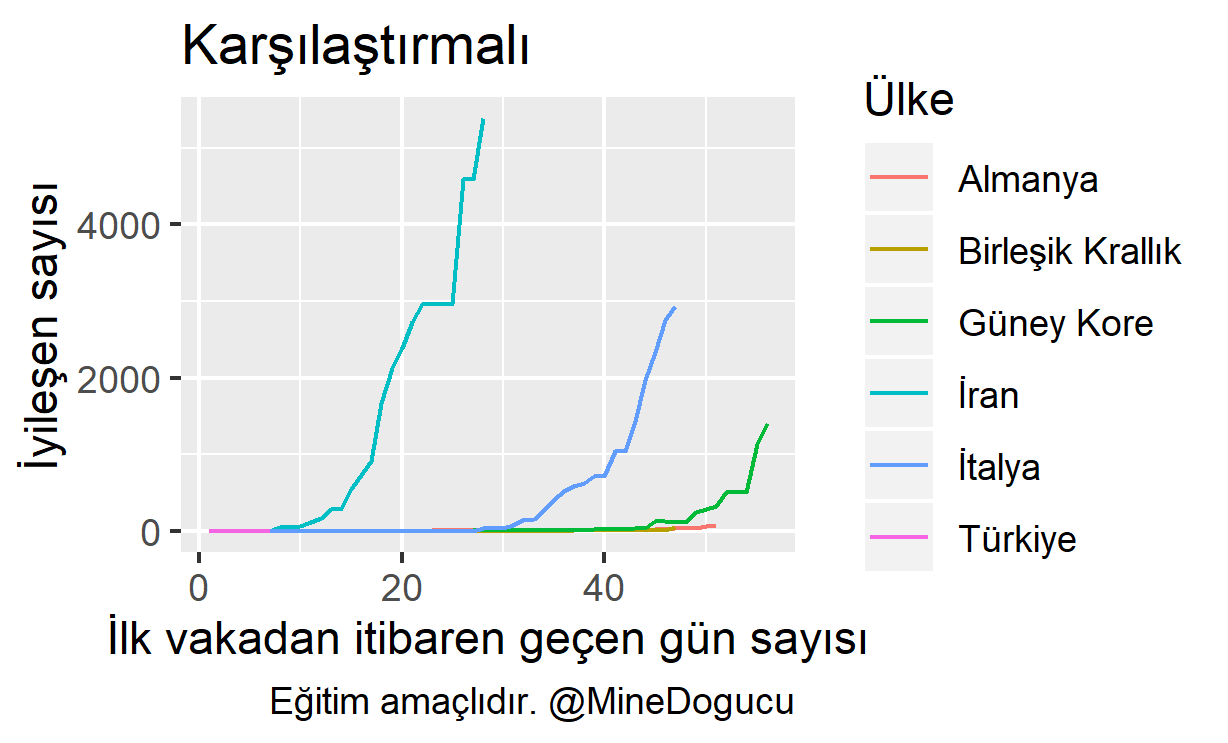 Karşılaştırmalı
İyileşen sayısı
4000
2000
0
0 20 40
İlk vakadan itibaren geçen gün sayısı
Eğitim amaçlıdır. @MineDogucu
Ülke
Almanya
Birleşik Krallık
Güney Kore
İran
İtalya
Türkiye